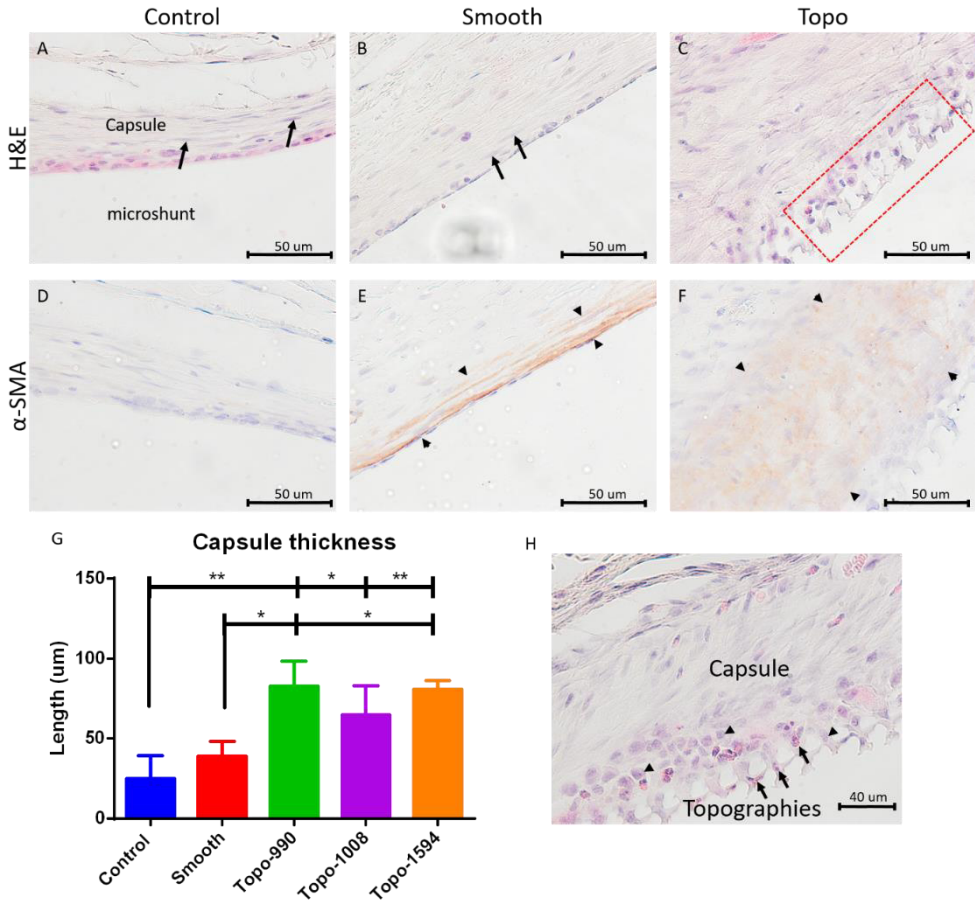 Control Smooth Topo
H&E
A B C
Capsule
microshunt
50 um 50 um 50 um
α-SMA
D E F
50 um 50 um 50 um
G
Capsule thickness
Length (um)
150
100
50
0
** * **
* *
Control Smooth Topo-990 Topo-1008 Topo-1594
H
Capsule
Topographies
40 um